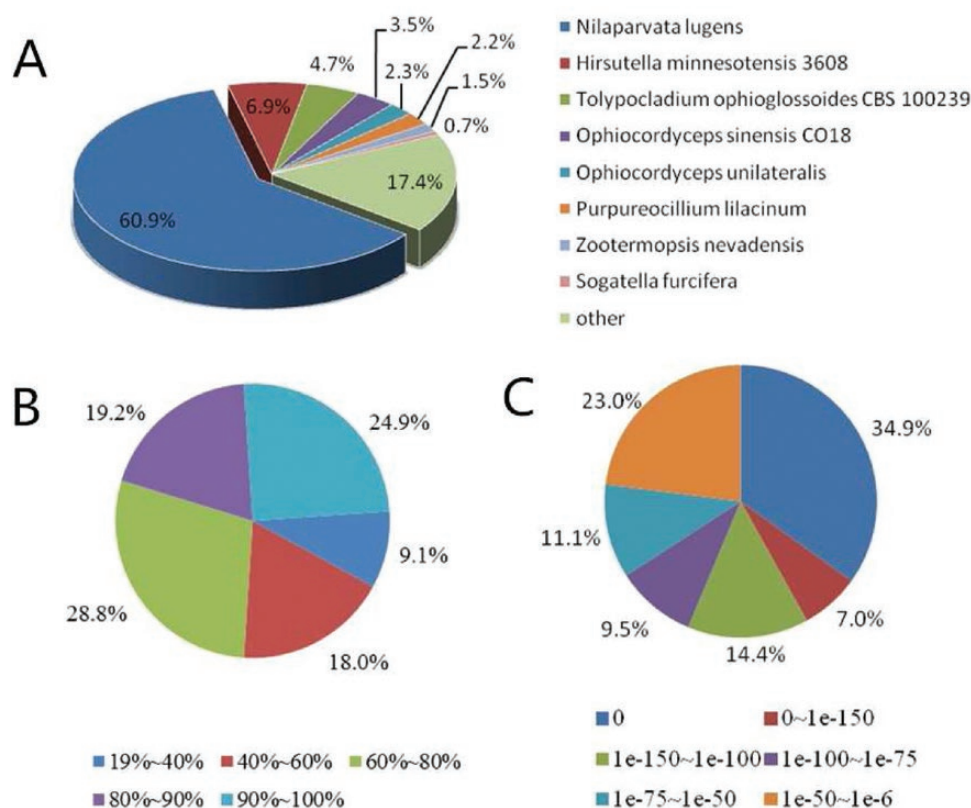 A
3.5%
2.2%
4.7%
2.3%
1.5%
6.9%
0.7%
17.4%
60.9%
Nilaparvata lugens
Hirsutella minnesotensis 3608
Tolypocladium ophioglossoides CBS 100239
Ophiocordyceps sinensis CO18
Ophiocordyceps unilateralis
Purpureocillium lilacinum
Zootermopsis nevadensis
Sogatella furcifera
other
B
19.2%
24.9%
9.1%
28.8%
18.0%
19%~40% 40%~60% 60%~80%
80%~90% 90%~100%
C
23.0%
34.9%
11.1%
9.5%
7.0%
14.4%
0 0~1e-150
1e-150~1e-100 1e-100~1e-75
1e-75~1e-50 1e-50~1e-6